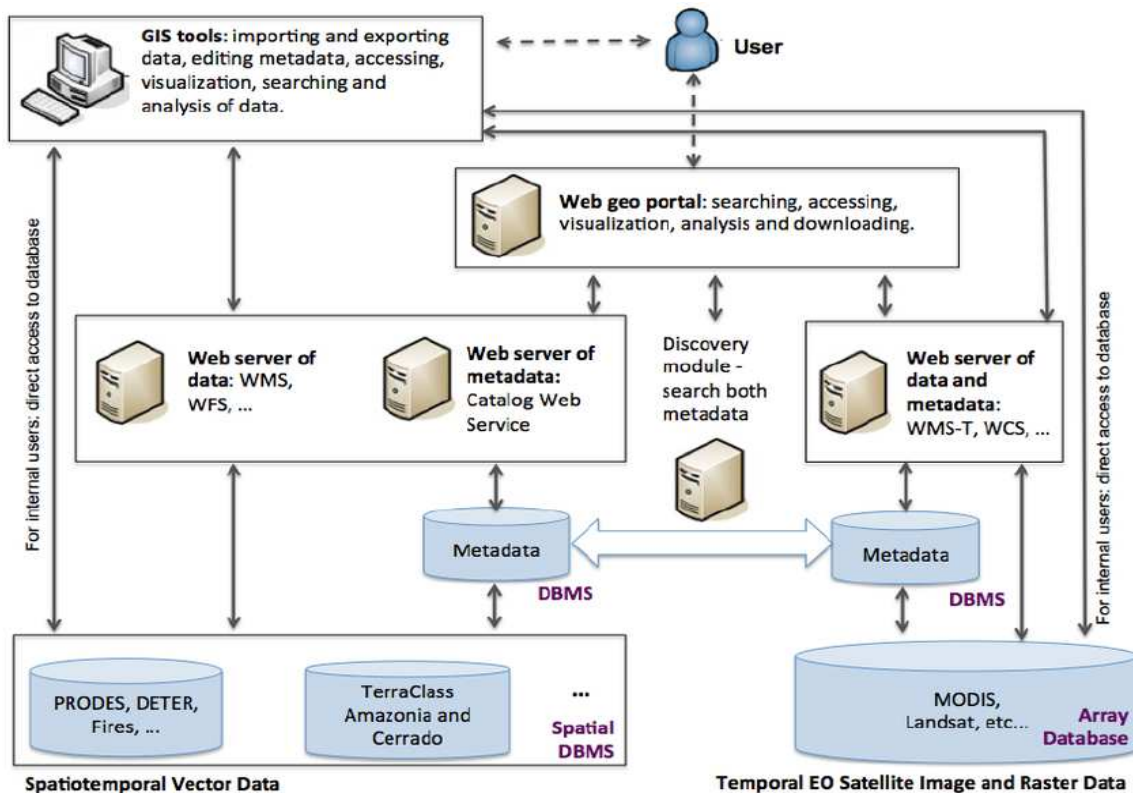 GIS tools: importing and exporting
data, editing metadata, accessing,
visualization, searching and
analysis of data.
User
Web geo portal: searching, accessing,
visualization, analysis and downloading.
For internal users: direct access to database
Web server of
data: WMS,
WFS, ...
Web server of
metadata:
Catalog Web
Service
Discovery
module -
search both
metadata
Web server of
data and
metadata:
WMS-T, WCS, ...
For internal users: direct access to database
Metadata
DBMS
Metadata
DBMS
PRODES, DETER,
Fires, ...
TerraClass
Amazonia and
Cerrado
...
Spatial
DBMS
MODIS,
Landsat, etc...
Array
Database
Spatiotemporal Vector Data
Temporal EO Satellite Image and Raster Data